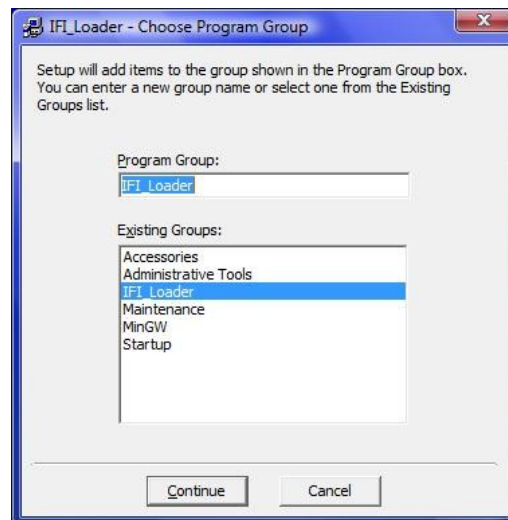 IFI_Loader - Choose Program Group
Setup will add items to the group shown in the Program Group box.
You can enter a new group name or select one from the Existing
Groups list.
Program Group:
IFI_Loader
Existing Groups:
Accessories
Administrative Tools
IFI_Loader
Maintenance
MinGW
Startup
Continue
Cancel